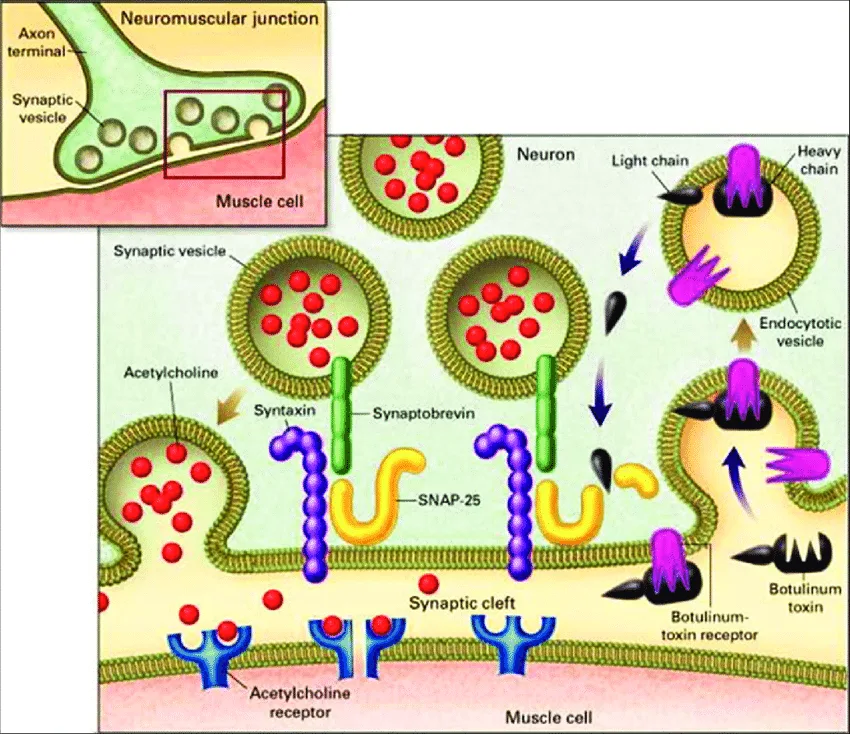 Neuromuscular junction
Axon
terminal
Synaptic
vesicle
Muscle cell
Neuron
Light chain
Heavy
chain
Synaptic vesicle
Endocytotic
vesicle
Acetylcholine
Syntaxin
Synaptobrevin
SNAP-25
Synaptic cleft
Botulinum
toxin
Botulinum-
toxin receptor
Acetylcholine
receptor
Muscle cell